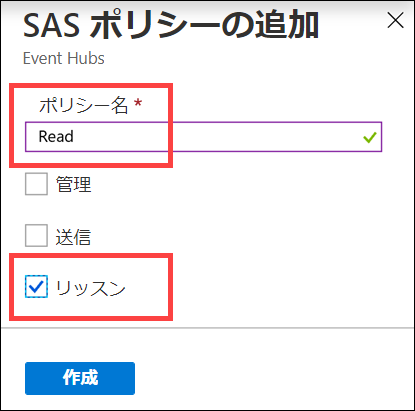 SAS ポリシーの追加
Event Hubs
ポリシー名 *
Read
管理
送信
リッスン
作成